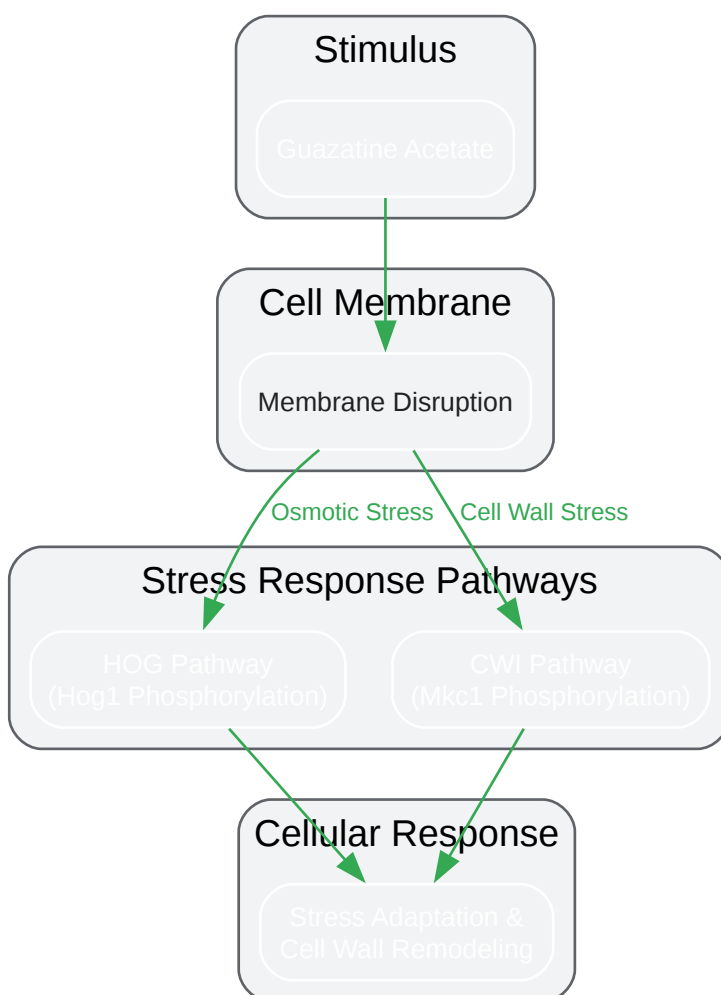 Stimulus
Guazatine Acetate
Cell Membrane
Membrane Disruption
Osmotic Stress
Cell Wall Stress
Stress Response Pathways
HOG Pathway
(Hog1 Phosphorylation)
CWI Pathway
(Mkc1 Phosphorylation)
Cellular Response
Stress Adaptation &
Cell Wall Remodeling